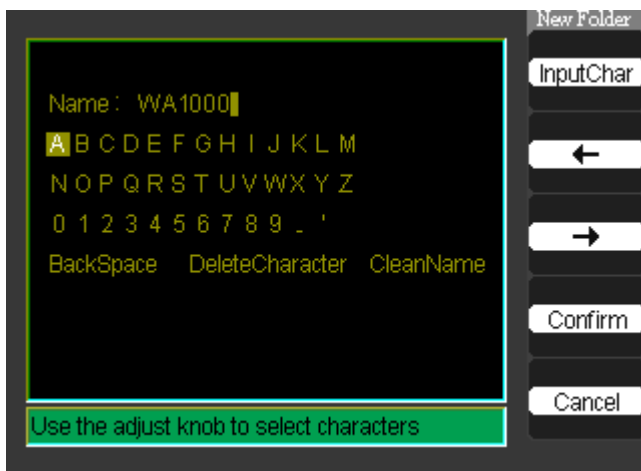 New Folder
InputChar
Name: WA1000
A B C D E F G H I J K L M
←
N O P Q R S T U V W X Y Z
0 1 2 3 4 5 6 7 8 9 _ '
→
BackSpace DeleteCharacter CleanName
Confirm
Cancel
Use the adjust knob to select characters